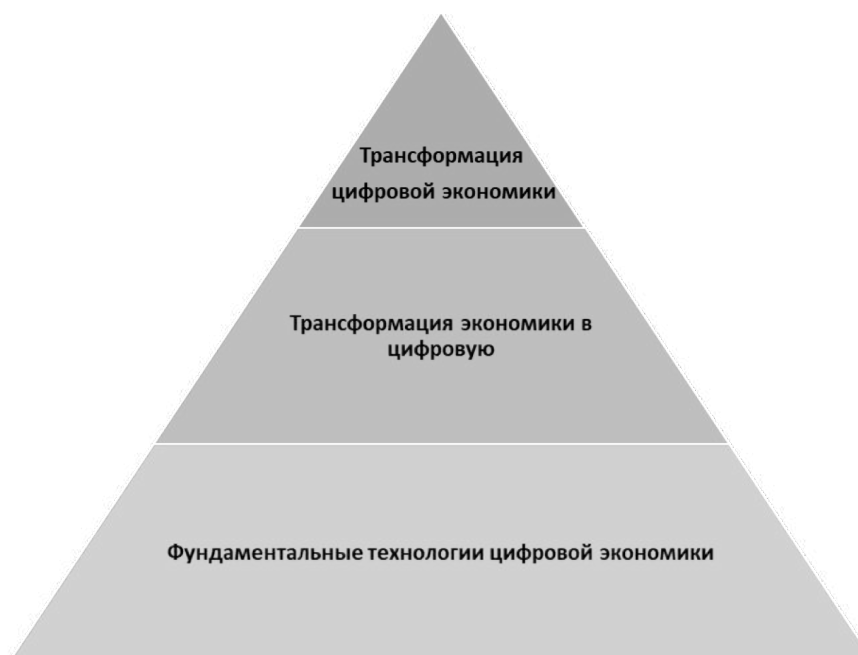 Трансформация
цифровой экономики
Трансформация экономики в
цифровую
Фундаментальные технологии цифровой экономики